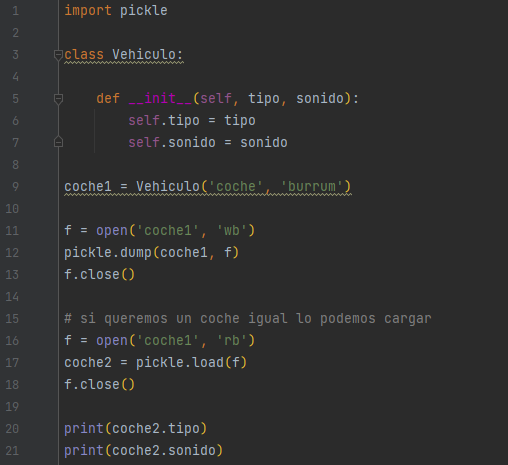 1 import pickle
2
3 class Vehiculo:
4
5     def __init__(self, tipo, sonido):
6         self.tipo = tipo
7         self.sonido = sonido
8
9 coche1 = Vehiculo('coche', 'burrum')
10
11 f = open('coche1', 'wb')
12 pickle.dump(coche1, f)
13 f.close()
14
15 # si queremos un coche igual lo podemos cargar
16 f = open('coche1', 'rb')
17 coche2 = pickle.load(f)
18 f.close()
19
20 print(coche2.tipo)
21 print(coche2.sonido)